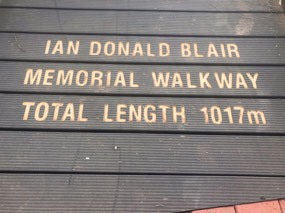 IAN DONALD BLAIR
MEMORIAL WALKWAY
TOTAL LENGTH 1017m